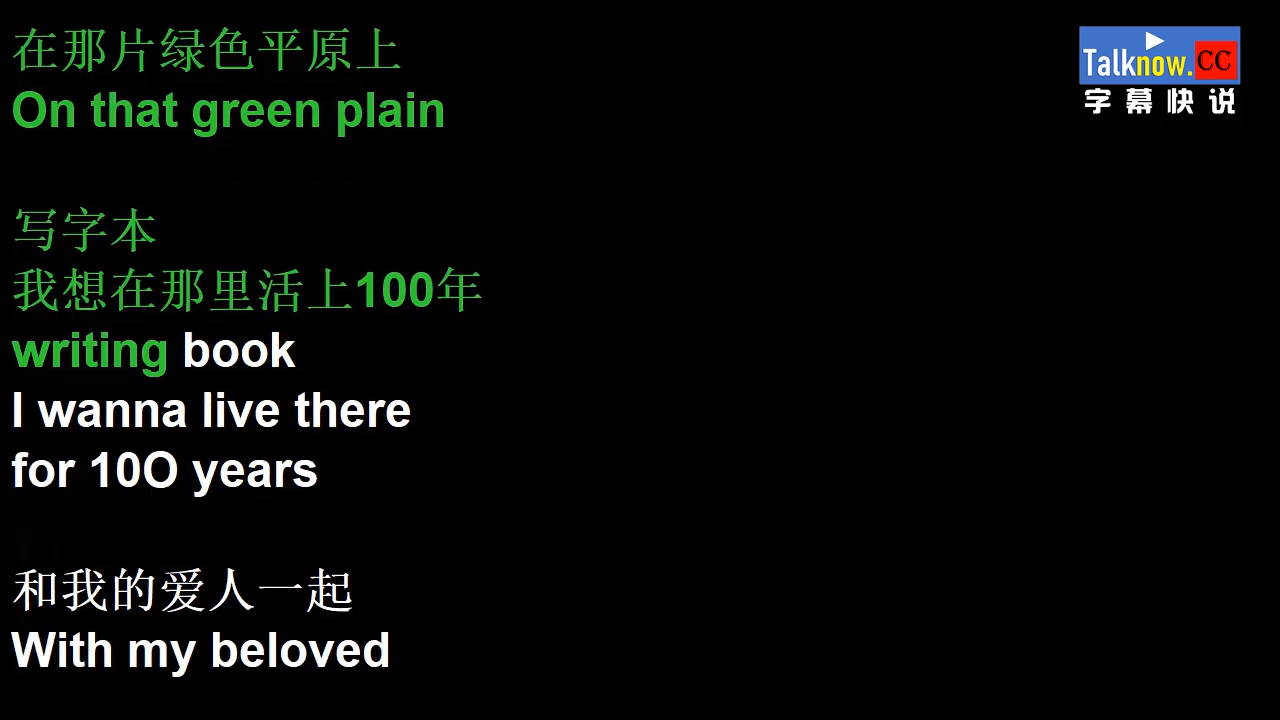 在那片绿色平原上
On that green plain
写字本
我想在那里活上100年
writing book
I wanna live there
for 10O years
和我的爱人一起
With my beloved
Talknow.CC
字幕快说